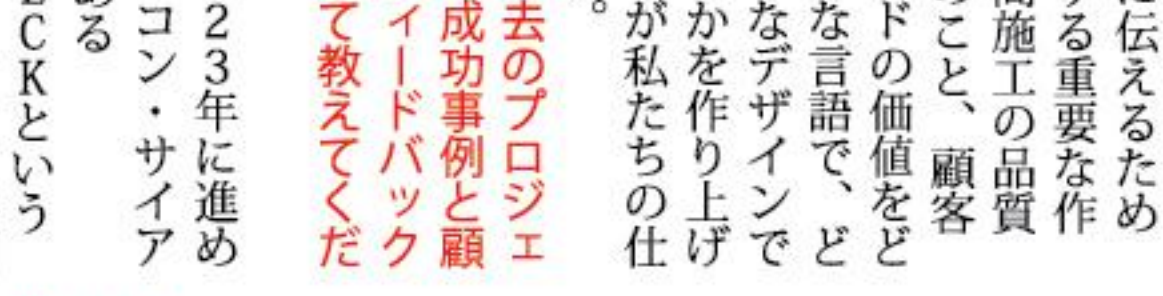 に伝えるため
する重要な作
施工の品質
こと、顧客
ドの価値をど
な言語で、ど
なデザインで
かを作り上げ
が私たちの仕
。
去のプロジェ
成功事例と顧
ィードバック
て教えてくだ
23年に進め
コン・サイア
ある
CKという